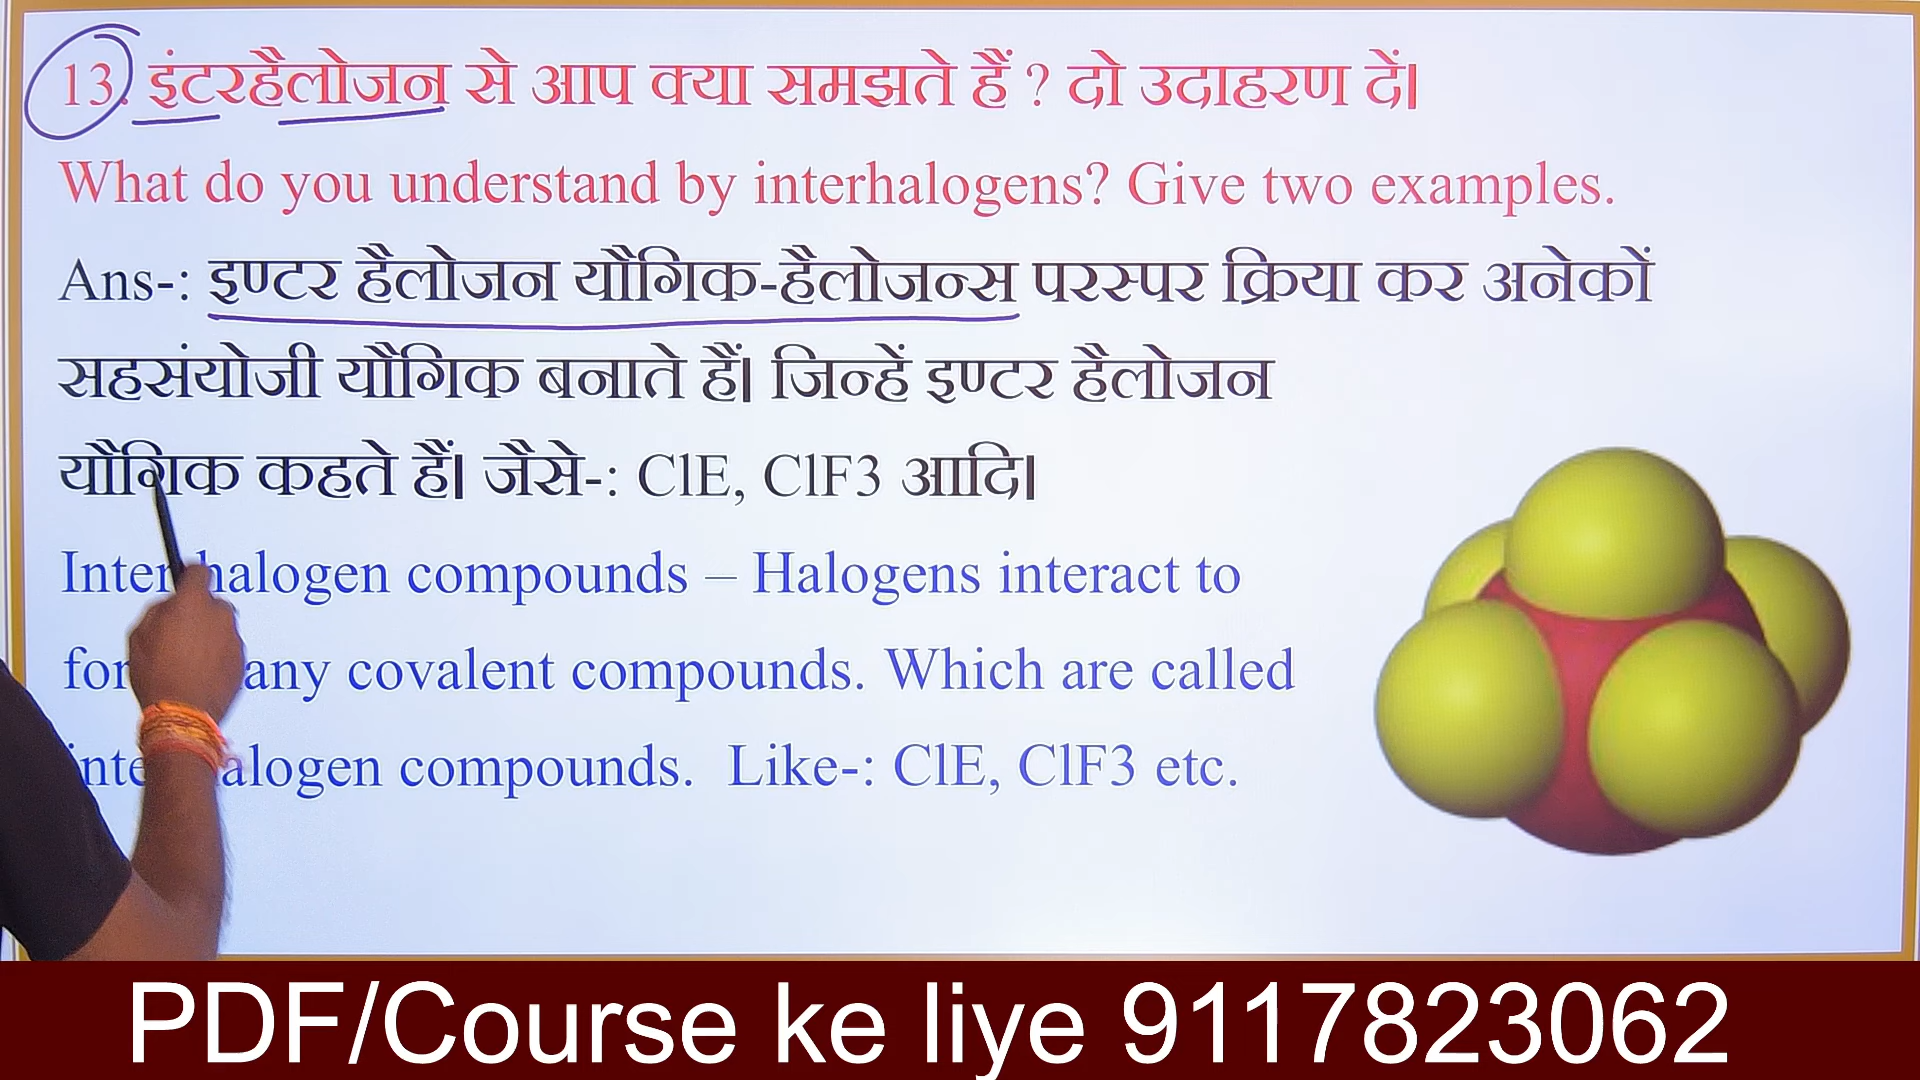 13. इंटरहैलोजन से आप क्या समझते हैं ? दो उदाहरण दें।
What do you understand by interhalogens? Give two examples.
Ans-: इण्टर हैलोजन यौगिक-हैलोजन्स परस्पर क्रिया कर अनेकों
सहसंयोजी यौगिक बनाते हैं। जिन्हें इण्टर हैलोजन
यौगिक कहते हैं। जैसे-: ClE, ClF3 आदि।
Inter halogen compounds – Halogens interact to
for any covalent compounds. Which are called
inte alogen compounds. Like-: ClE, ClF3 etc.
PDF/Course ke liye 9117823062